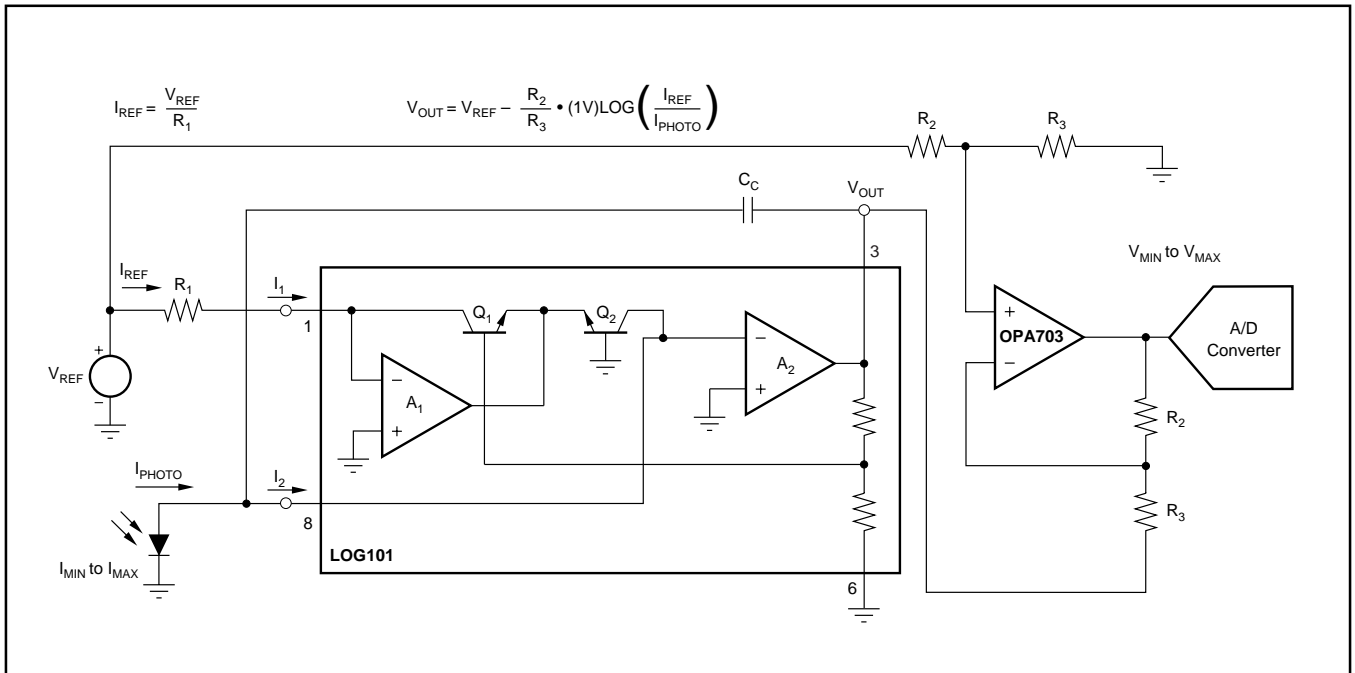 I_REF = V_REF / R_1
V_OUT = V_REF − R_2 / R_3 • (1V)LOG(I_REF / I_PHOTO)
R_2
R_3
C_C
V_OUT
3
V_MIN to V_MAX
I_REF
R_1
I_1
1
Q_1
Q_2
+
OPA703
−
A/D
Converter
−
A_2
+
+
V_REF
−
−
A_1
+
R_2
I_PHOTO
I_2
8
R_3
LOG101
I_MIN to I_MAX
6